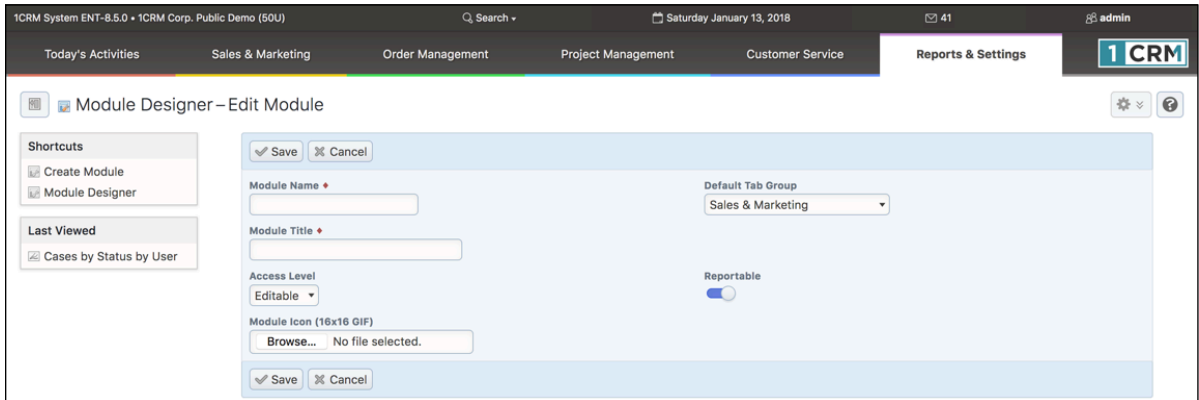 1CRM System ENT-8.5.0 • 1CRM Corp. Public Demo (50U) Search Saturday January 13, 2018 41 admin
Today's Activities Sales & Marketing Order Management Project Management Customer Service Reports & Settings 1 CRM
Module Designer – Edit Module
Shortcuts
Create Module
Module Designer
Last Viewed
Cases by Status by User
Save Cancel
Module Name Default Tab Group
Sales & Marketing
Module Title
Access Level Reportable
Editable
Module Icon (16x16 GIF)
Browse... No file selected.
Save Cancel